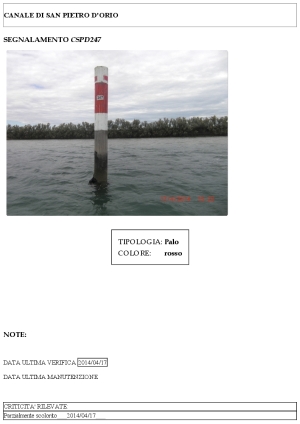 CANALE DI SAN PIETRO D'ORIO
SEGNALAMENTO CSPD247
TIPOLOGIA: Palo
COLORE: rosso
NOTE:
DATA ULTIMA VERIFICA 2014/04/17
DATA ULTIMA MANUTENZIONE
CRITICITA' RILEVATE
Parzialmente scolorito 2014/04/17